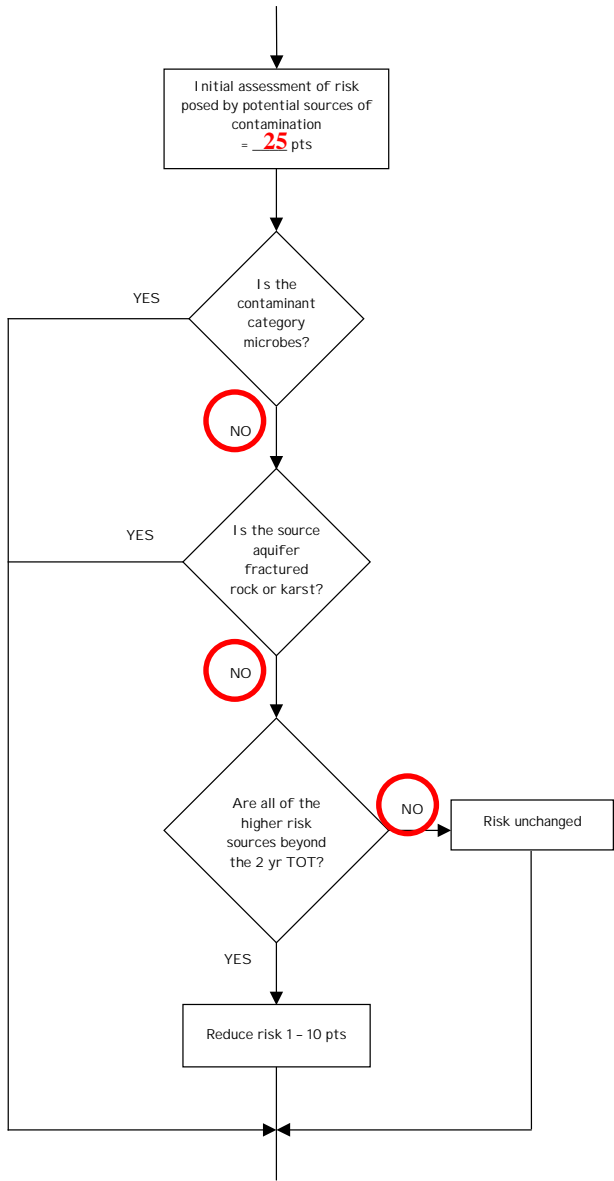 Initial assessment of risk
posed by potential sources of
contamination
= 25 pts
Is the
contaminant
category
microbes?
YES
NO
Is the source
aquifer
fractured
rock or karst?
YES
NO
Are all of the
higher risk
sources beyond
the 2 yr TOT?
NO
Risk unchanged
YES
Reduce risk 1 – 10 pts